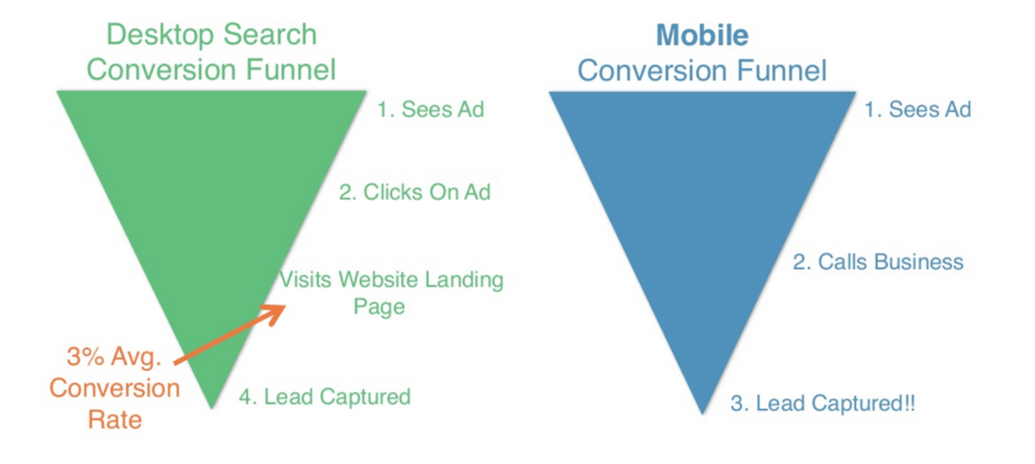 Desktop Search
Conversion Funnel
1. Sees Ad
2. Clicks On Ad
Visits Website Landing
Page
3% Avg.
Conversion
Rate
4. Lead Captured
Mobile
Conversion Funnel
1. Sees Ad
2. Calls Business
3. Lead Captured!!